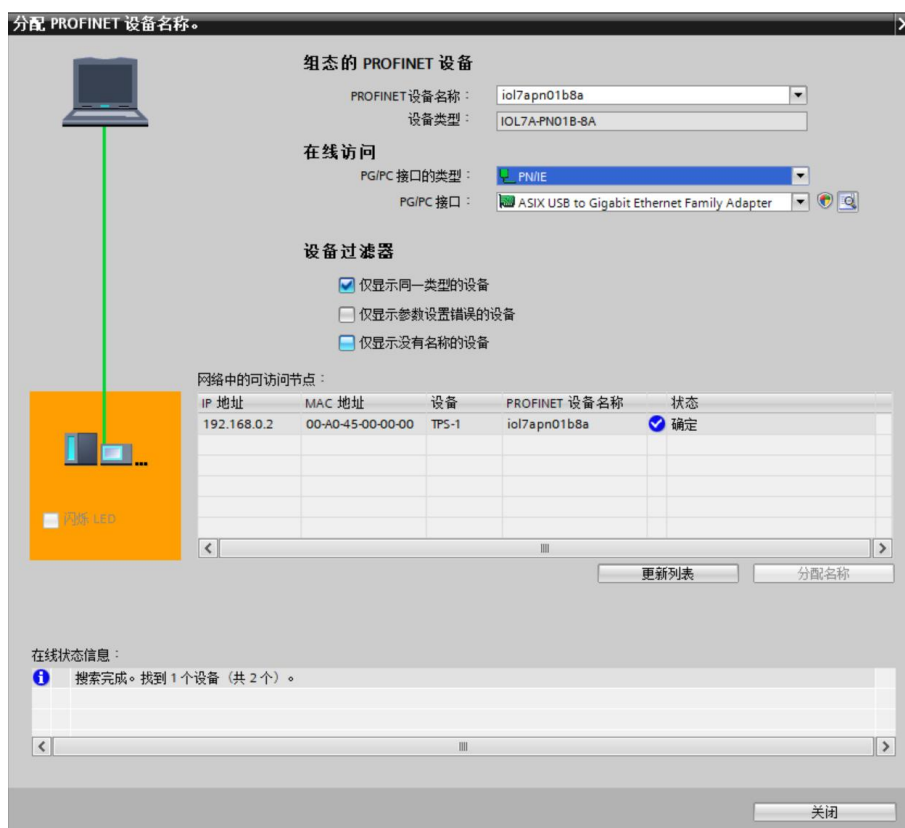 分配 PROFINET 设备名称。
组态的 PROFINET 设备
PROFINET设备名称： iol7apn01b8a
设备类型： IOL7A-PN01B-8A
在线访问
PG/PC 接口的类型： PN/IE
PG/PC 接口： ASIX USB to Gigabit Ethernet Family Adapter
设备过滤器
仅显示同一类型的设备
仅显示参数设置错误的设备
仅显示没有名称的设备
网络中的可访问节点：
IP 地址 MAC 地址 设备 PROFINET 设备名称 状态
192.168.0.2 00-A0-45-00-00-00 TPS-1 iol7apn01b8a 确定
闪烁 LED
更新列表 分配名称
在线状态信息：
搜索完成。找到 1 个设备（共 2 个）。
关闭